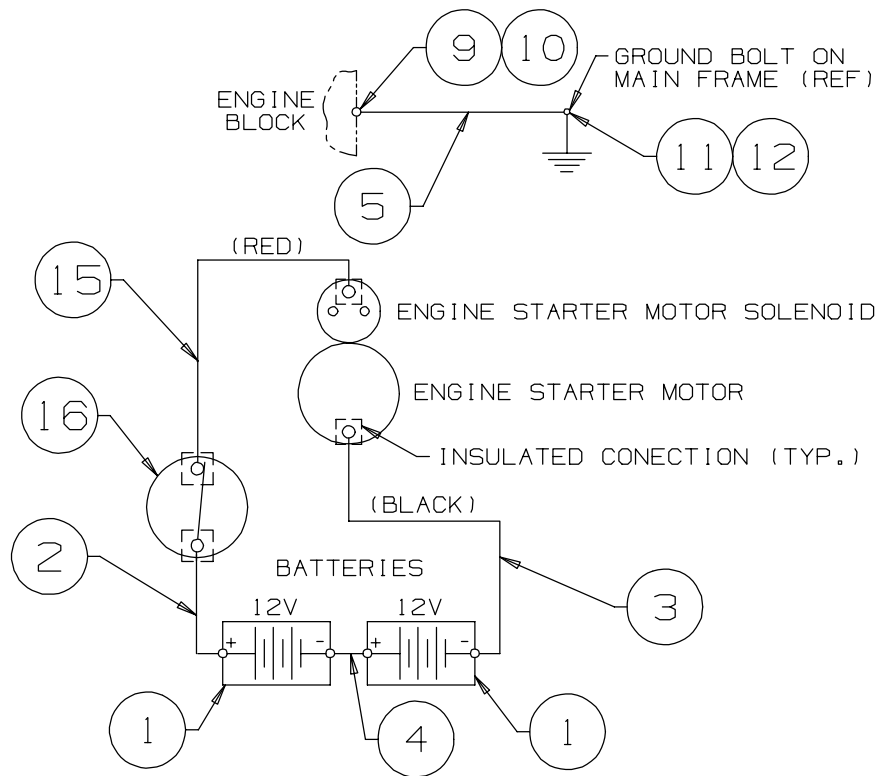 9 10
GROUND BOLT ON
MAIN FRAME (REF)
ENGINE
BLOCK
11 12
5
(RED)
15
ENGINE STARTER MOTOR SOLENOID
ENGINE STARTER MOTOR
16
INSULATED CONECTION (TYP.)
(BLACK)
2
BATTERIES
3
12V 12V
+ - + -
1 4 1